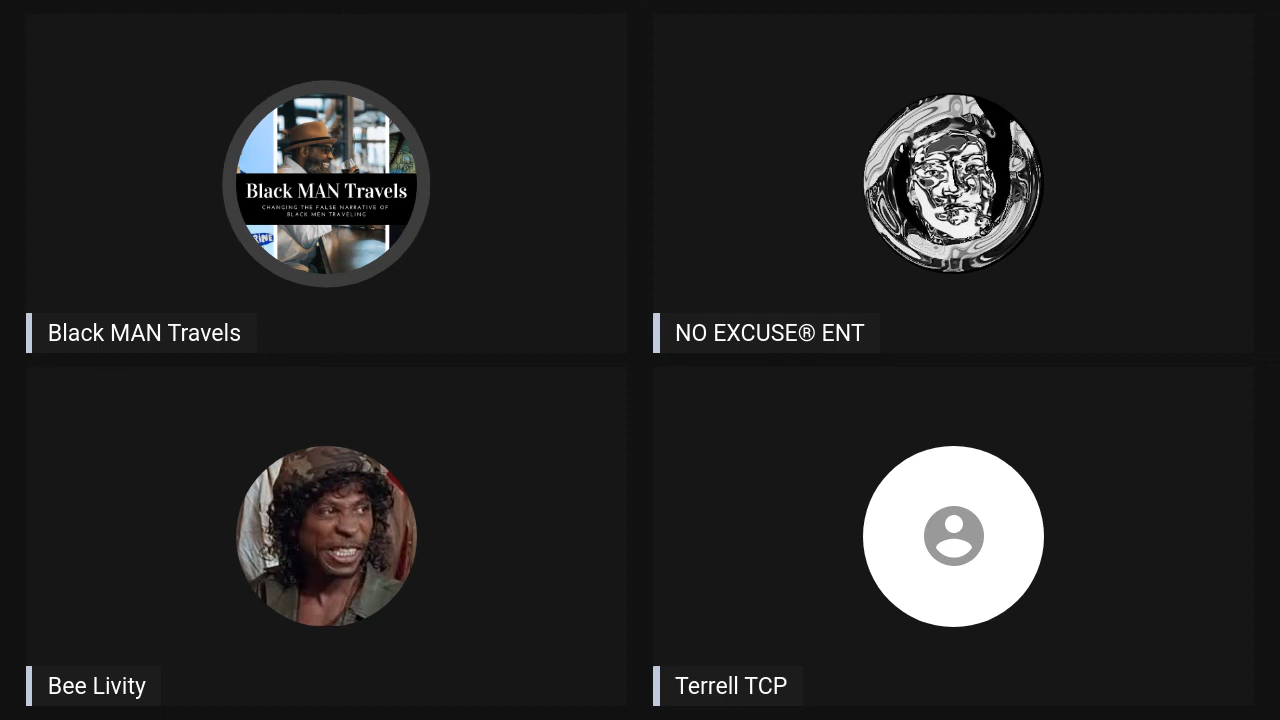 Black MAN Travels
CHANGING THE FALSE NARRATIVE OF
BLACK MEN TRAVELING
RINE
Black MAN Travels
NO EXCUSE® ENT
Bee Livity
Terrell TCP